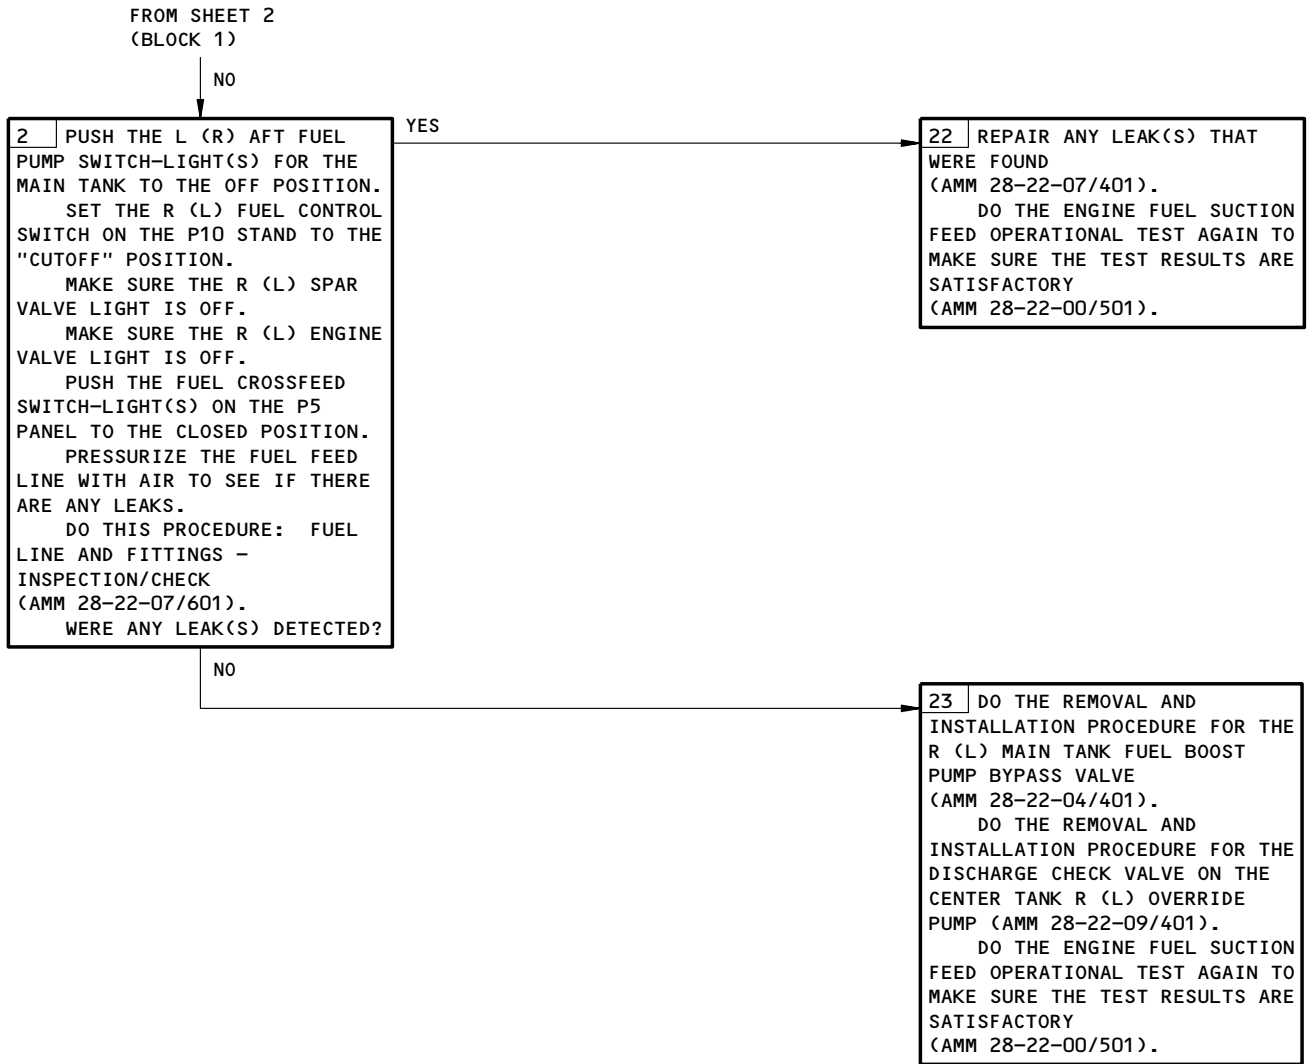 FROM SHEET 2
(BLOCK 1)
NO
2 PUSH THE L (R) AFT FUEL
PUMP SWITCH-LIGHT(S) FOR THE
MAIN TANK TO THE OFF POSITION.
SET THE R (L) FUEL CONTROL
SWITCH ON THE P10 STAND TO THE
"CUTOFF" POSITION.
MAKE SURE THE R (L) SPAR
VALVE LIGHT IS OFF.
MAKE SURE THE R (L) ENGINE
VALVE LIGHT IS OFF.
PUSH THE FUEL CROSSFEED
SWITCH-LIGHT(S) ON THE P5
PANEL TO THE CLOSED POSITION.
PRESSURIZE THE FUEL FEED
LINE WITH AIR TO SEE IF THERE
ARE ANY LEAKS.
DO THIS PROCEDURE: FUEL
LINE AND FITTINGS -
INSPECTION/CHECK
(AMM 28-22-07/601).
WERE ANY LEAK(S) DETECTED?
YES
22 REPAIR ANY LEAK(S) THAT
WERE FOUND
(AMM 28-22-07/401).
DO THE ENGINE FUEL SUCTION
FEED OPERATIONAL TEST AGAIN TO
MAKE SURE THE TEST RESULTS ARE
SATISFACTORY
(AMM 28-22-00/501).
NO
23 DO THE REMOVAL AND
INSTALLATION PROCEDURE FOR THE
R (L) MAIN TANK FUEL BOOST
PUMP BYPASS VALVE
(AMM 28-22-04/401).
DO THE REMOVAL AND
INSTALLATION PROCEDURE FOR THE
DISCHARGE CHECK VALVE ON THE
CENTER TANK R (L) OVERRIDE
PUMP (AMM 28-22-09/401).
DO THE ENGINE FUEL SUCTION
FEED OPERATIONAL TEST AGAIN TO
MAKE SURE THE TEST RESULTS ARE
SATISFACTORY
(AMM 28-22-00/501).